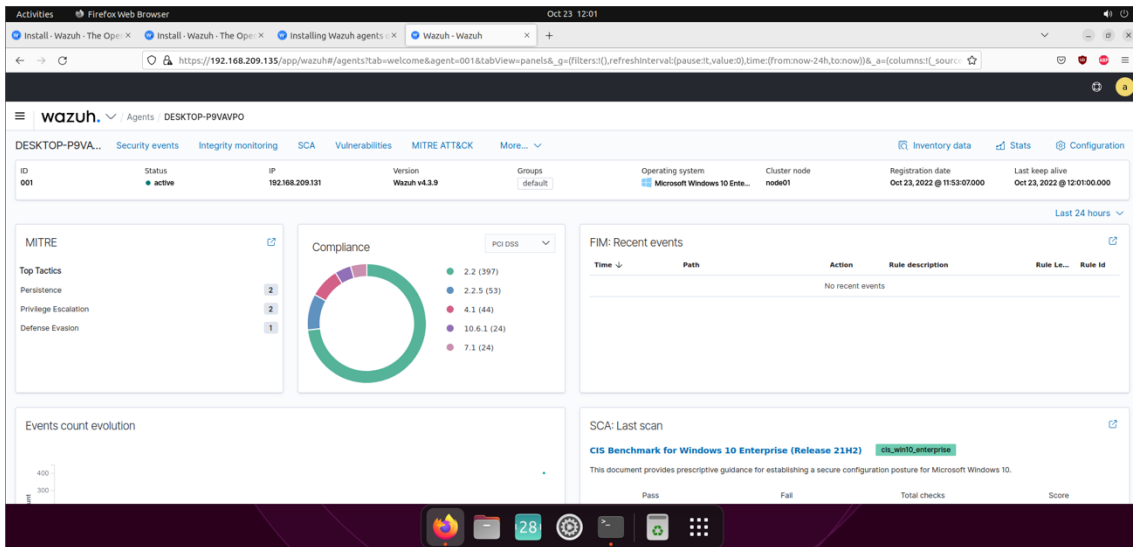 Activities Firefox Web Browser Oct 23 12:01
Install - Wazuh - The Ope Install - Wazuh - The Ope Installing Wazuh agents o Wazuh - Wazuh
https://192.168.209.135/app/wazuh#/agents?tab=welcome&agent=001&tabView=panels&_g=(filters:!(),refreshInterval:(pause:!t,value:0),time:(from:now-24h,to:now))&_a=(columns:!(_source
a
wazuh. / Agents / DESKTOP-P9VAVPO
DESKTOP-P9VA... Security events Integrity monitoring SCA Vulnerabilities MITRE ATT&CK More... Inventory data Stats Configuration
ID Status IP Version Groups Operating system Cluster node Registration date Last keep alive
001 active 192.168.209.131 Wazuh v4.3.9 default Microsoft Windows 10 Ente... node01 Oct 23, 2022 @ 11:53:07.000 Oct 23, 2022 @ 12:01:00.000
Last 24 hours
MITRE
Top Tactics
Persistence 2
Privilege Escalation 2
Defense Evasion 1
Compliance PCI DSS
2.2 (397)
2.2.5 (53)
4.1 (44)
10.6.1 (24)
7.1 (24)
FIM: Recent events
Time Path Action Rule description Rule Le... Rule Id
No recent events
Events count evolution
400
300
SCA: Last scan
CIS Benchmark for Windows 10 Enterprise (Release 21H2) cis_win10_enterprise
This document provides prescriptive guidance for establishing a secure configuration posture for Microsoft Windows 10.
Pass Fail Total checks Score
28